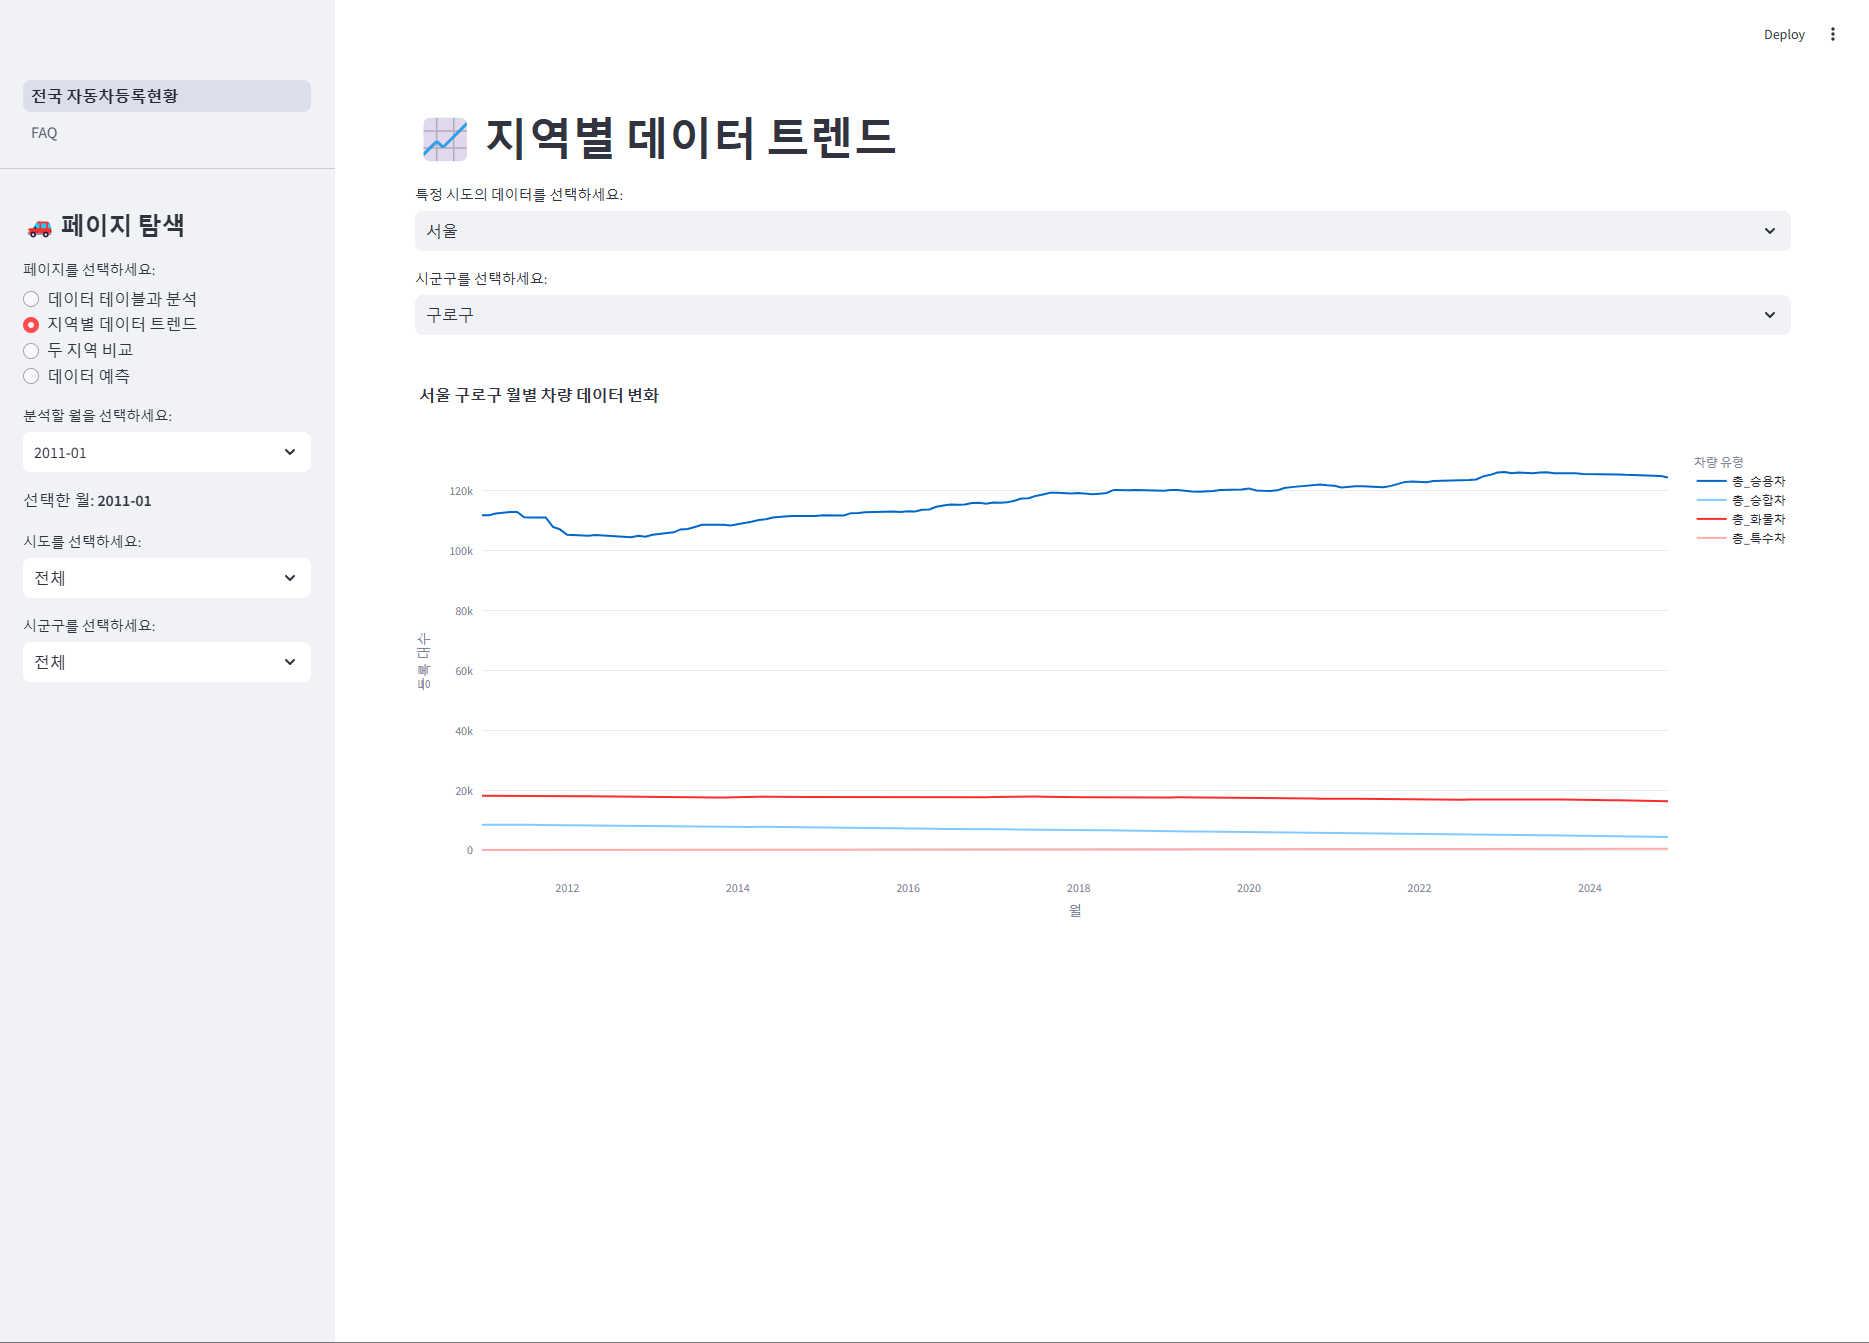 Deploy
전국 자동차등록현황
FAQ
페이지 탐색
페이지를 선택하세요:
데이터 테이블과 분석
지역별 데이터 트렌드
두 지역 비교
데이터 예측
분석할 월을 선택하세요:
2011-01
선택한 월: 2011-01
시도를 선택하세요:
전체
시군구를 선택하세요:
전체
지역별 데이터 트렌드
특정 시도의 데이터를 선택하세요:
서울
시군구를 선택하세요:
구로구
서울 구로구 월별 차량 데이터 변화
차량 유형
총_승용차
총_승합차
총_화물차
총_특수차
등록 대수
120k
100k
80k
60k
40k
20k
0
2012 2014 2016 2018 2020 2022 2024
월